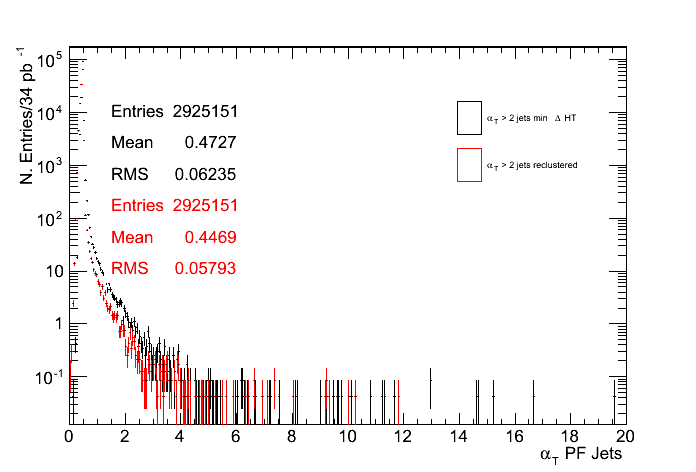 N. Entries/34 pb⁻¹
10⁵
10⁴
10³
10²
10
1
10⁻¹
Entries 2925151
Mean 0.4727
RMS 0.06235
Entries 2925151
Mean 0.4469
RMS 0.05793
α_T > 2 jets min Δ HT
α_T > 2 jets reclustered
0 2 4 6 8 10 12 14 16 18 20
α_T PF Jets